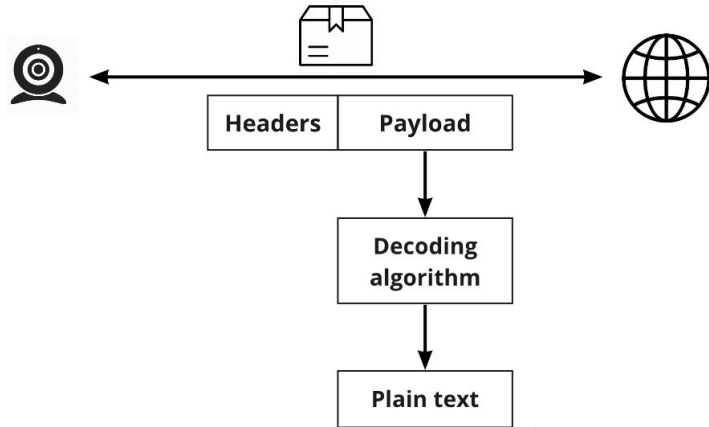 Headers
Payload
Decoding
algorithm
Plain text